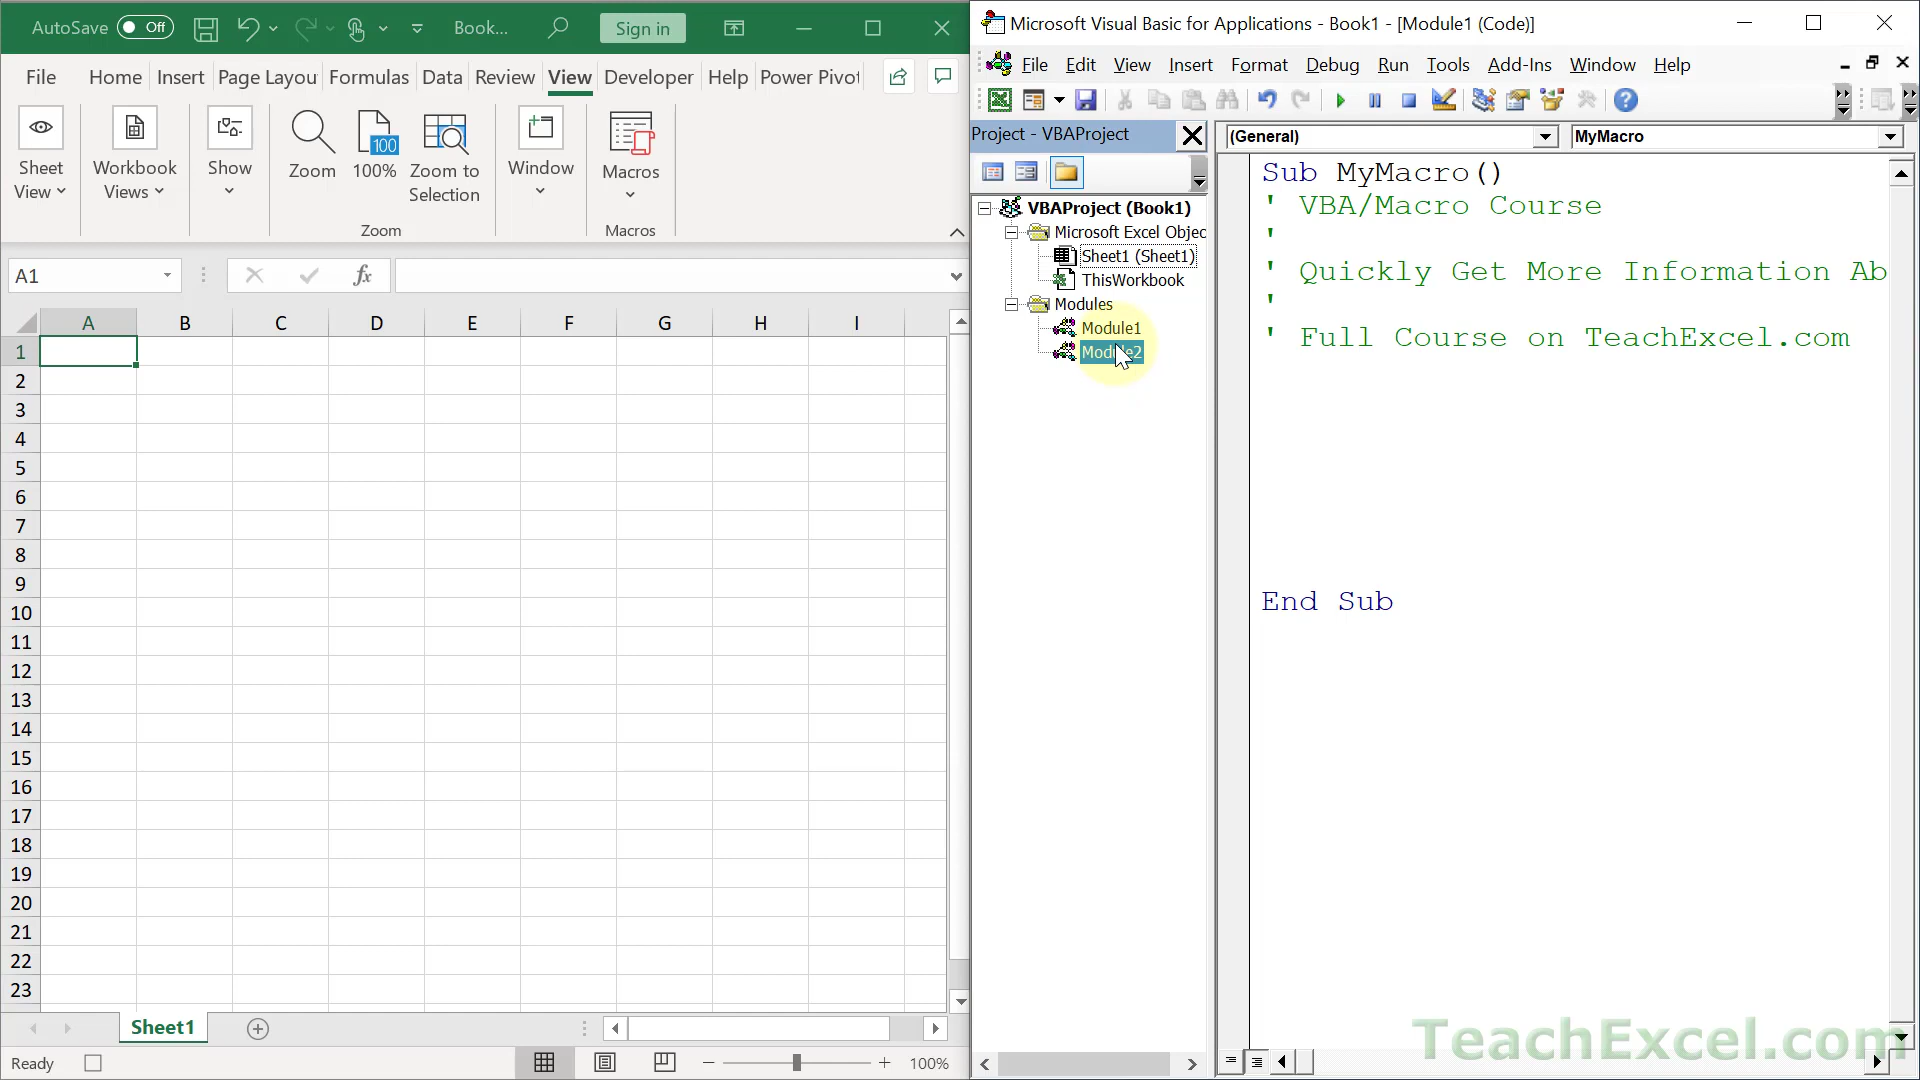 AutoSave Off Book... Sign in
File Home Insert Page Layou Formulas Data Review View Developer Help Power Pivot
Sheet View
Workbook Views
Show
Zoom
100
100%
Zoom to Selection
Window
Macros
Zoom
Macros
A1
fx
A B C D E F G H I
1
2
3
4
5
6
7
8
9
10
11
12
13
14
15
16
17
18
19
20
21
22
23
Sheet1
Ready
100%
Microsoft Visual Basic for Applications - Book1 - [Module1 (Code)]
File Edit View Insert Format Debug Run Tools Add-Ins Window Help
Project - VBAProject
VBAProject (Book1)
Microsoft Excel Objec
Sheet1 (Sheet1)
ThisWorkbook
Modules
Module1
Module2
(General) MyMacro
Sub MyMacro()
' VBA/Macro Course
'
' Quickly Get More Information Ab
'
' Full Course on TeachExcel.com
End Sub
TeachExcel.com